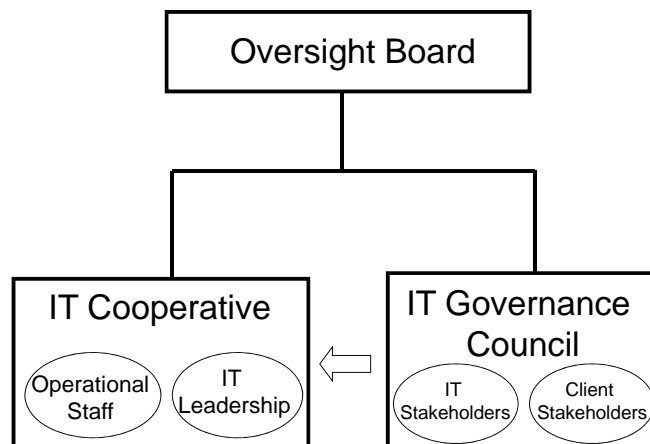 Oversight Board
IT Cooperative
Operational
Staff
IT
Leadership
IT Governance
Council
IT
Stakeholders
Client
Stakeholders